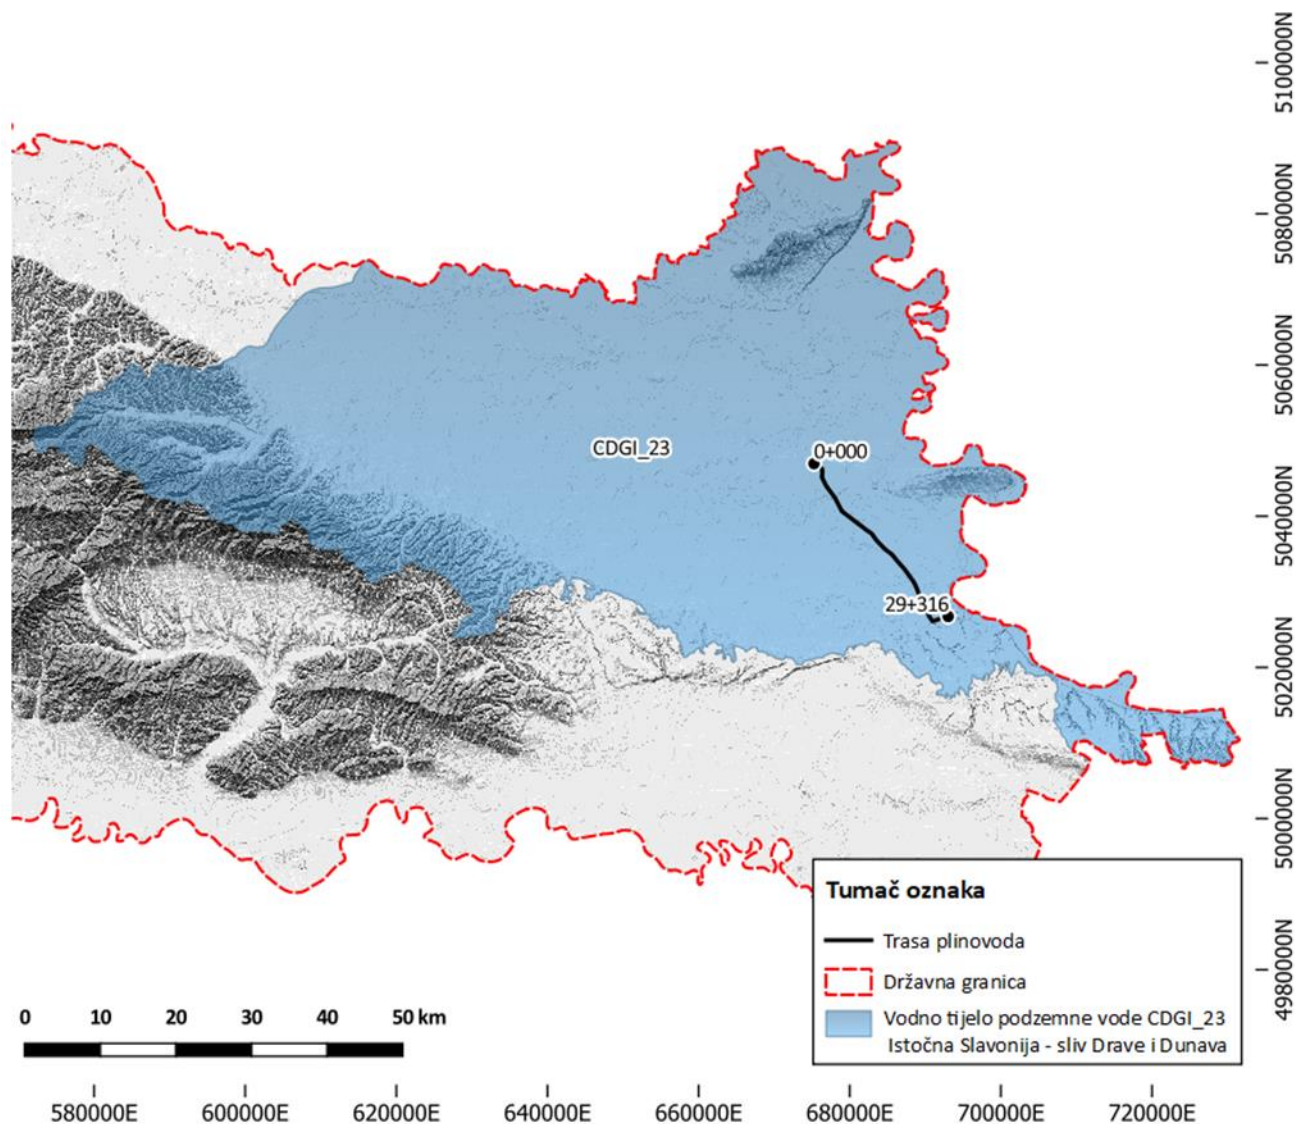 5100000N
5080000N
5060000N
5040000N
5020000N
5000000N
4980000N
CDGI_23
0+000
29+316
Tumač oznaka
Trasa plinovoda
Državna granica
Vodno tijelo podzemne vode CDGI_23
Istočna Slavonija - sliv Drave i Dunava
0 10 20 30 40 50 km
580000E 600000E 620000E 640000E 660000E 680000E 700000E 720000E